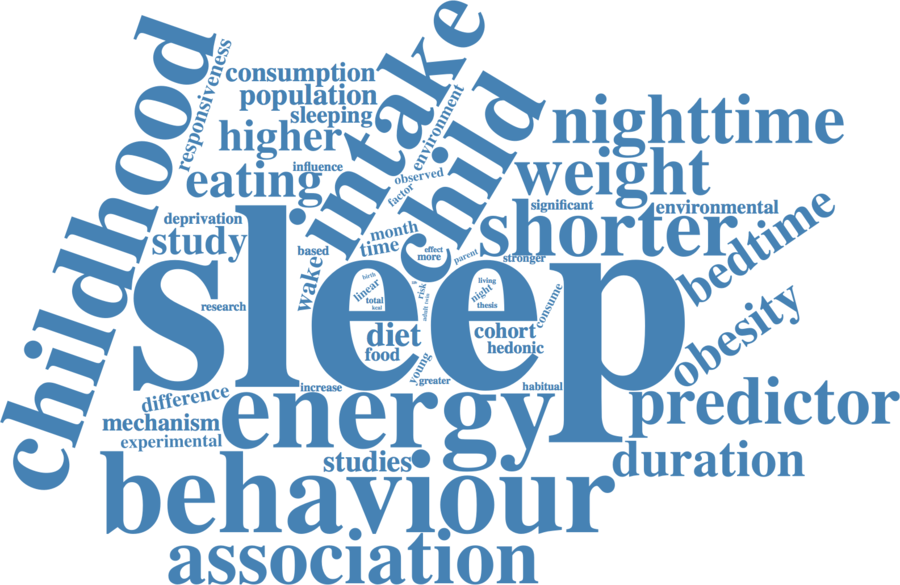 childhood
responsiveness
consumption
population
sleeping
higher
influence
eating
intake
environment
observed
factor
child
nighttime
weight
significant
environmental
shorter
bedtime
deprivation
study
based
month
time
effect
more
parent
stronger
wake
sleep
research
birth
linear
total
kcal
risk
adult
twin
living
night
thesis
consume
diet
food
cohort
hedonic
young
greater
obesity
increase
habitual
difference
mechanism
experimental
energy
predictor
studies
duration
behaviour
association